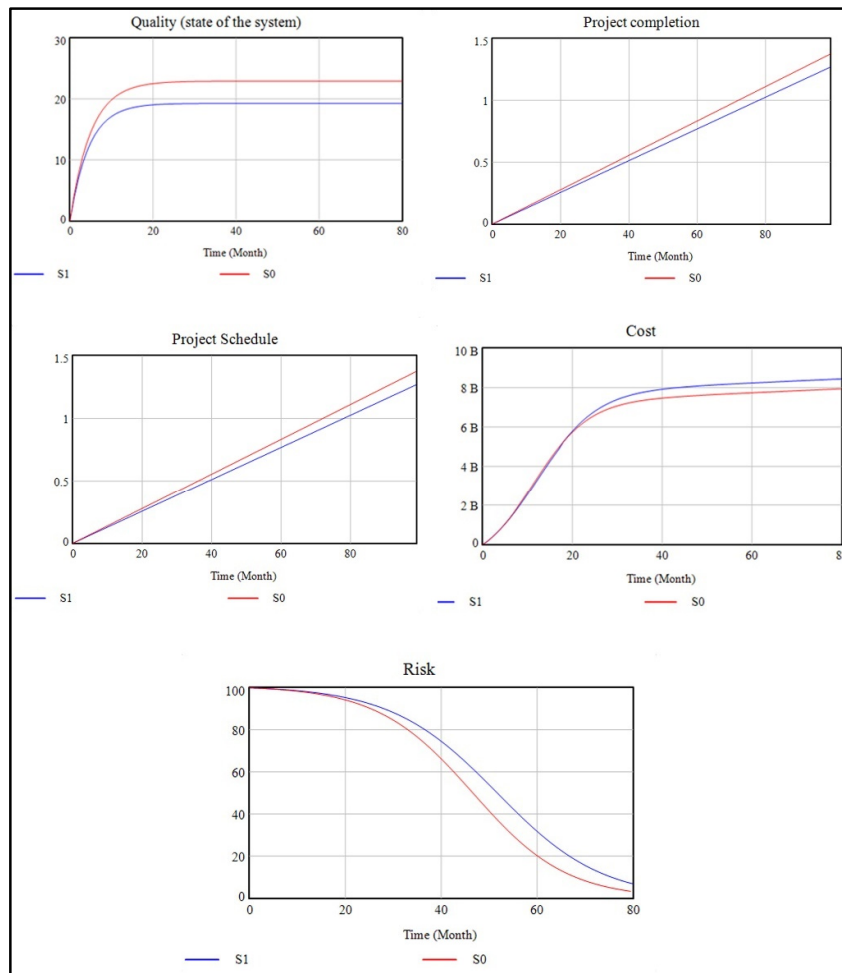 Quality (state of the system)
30
20
10
0
0 20 40 60 80
Time (Month)
S1 S0
Project completion
1.5
1
0.5
0
0 20 40 60 80
Time (Month)
S1 S0
Project Schedule
1.5
1
0.5
0
0 20 40 60 80
Time (Month)
S1 S0
Cost
10 B
8 B
6 B
4 B
2 B
0
0 20 40 60 80
Time (Month)
S1 S0
Risk
100
80
60
40
20
0
0 20 40 60 80
Time (Month)
S1 S0